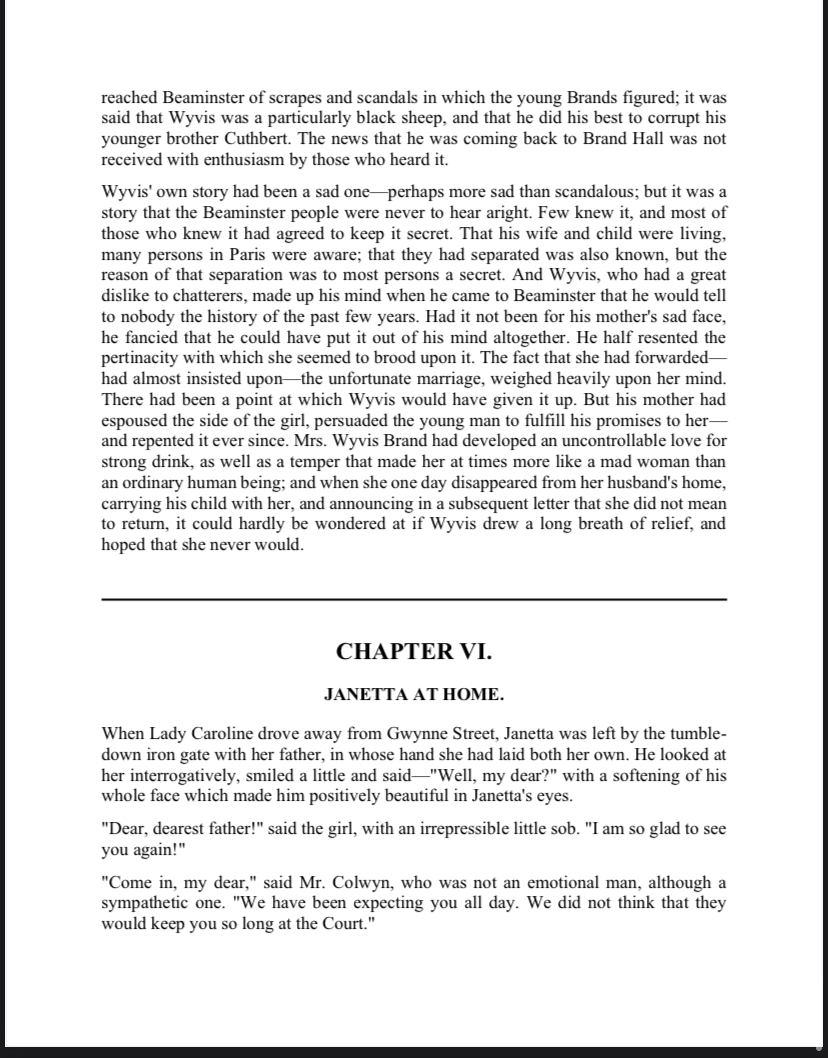 reached Beaminster of scrapes and scandals in which the young Brands figured; it was
said that Wyvis was a particularly black sheep, and that he did his best to corrupt his
younger brother Cuthbert. The news that he was coming back to Brand Hall was not
received with enthusiasm by those who heard it.
Wyvis' own story had been a sad one—perhaps more sad than scandalous; but it was a
story that the Beaminster people were never to hear aright. Few knew it, and most of
those who knew it had agreed to keep it secret. That his wife and child were living,
many persons in Paris were aware; that they had separated was also known, but the
reason of that separation was to most persons a secret. And Wyvis, who had a great
dislike to chatterers, made up his mind when he came to Beaminster that he would tell
to nobody the history of the past few years. Had it not been for his mother's sad face,
he fancied that he could have put it out of his mind altogether. He half resented the
pertinacity with which she seemed to brood upon it. The fact that she had forwarded—
had almost insisted upon—the unfortunate marriage, weighed heavily upon her mind.
There had been a point at which Wyvis would have given it up. But his mother had
espoused the side of the girl, persuaded the young man to fulfill his promises to her—
and repented it ever since. Mrs. Wyvis Brand had developed an uncontrollable love for
strong drink, as well as a temper that made her at times more like a mad woman than
an ordinary human being; and when she one day disappeared from her husband's home,
carrying his child with her, and announcing in a subsequent letter that she did not mean
to return, it could hardly be wondered at if Wyvis drew a long breath of relief, and
hoped that she never would.
CHAPTER VI.
JANETTA AT HOME.
When Lady Caroline drove away from Gwynne Street, Janetta was left by the tumble-
down iron gate with her father, in whose hand she had laid both her own. He looked at
her interrogatively, smiled a little and said—"Well, my dear?" with a softening of his
whole face which made him positively beautiful in Janetta's eyes.
"Dear, dearest father!" said the girl, with an irrepressible little sob. "I am so glad to see
you again!"
"Come in, my dear," said Mr. Colwyn, who was not an emotional man, although a
sympathetic one. "We have been expecting you all day. We did not think that they
would keep you so long at the Court."